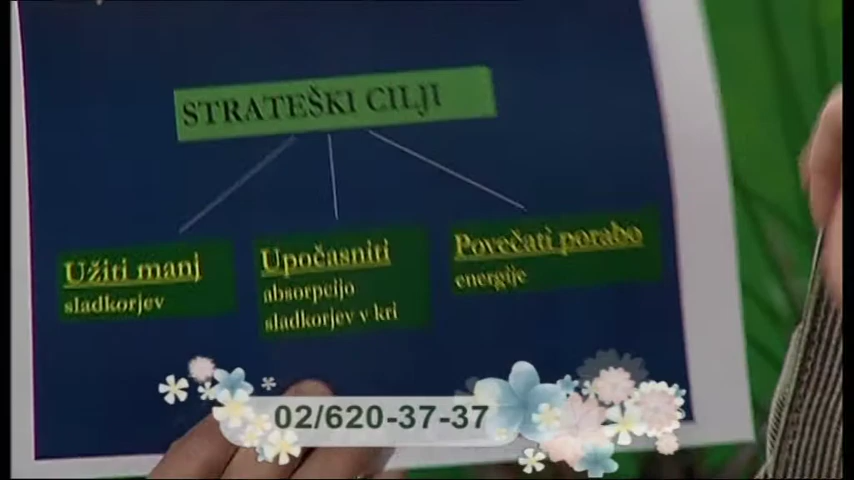 STRATEŠKI CILJI
Užiti manj
sladkorjev
Upočasniti
absorpcijo
sladkorjev v kri
Povečati porabo
energije
02/620-37-37